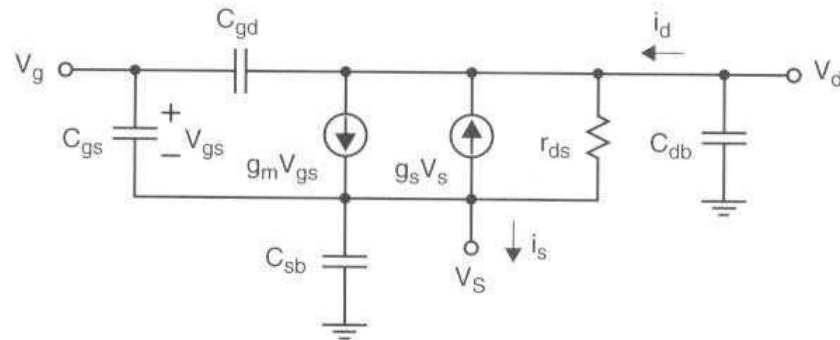 C_gd
i_d
V_g
V_d
+
C_gs
V_gs
−
g_mV_gs
g_sV_s
r_ds
C_db
C_sb
i_s
V_S